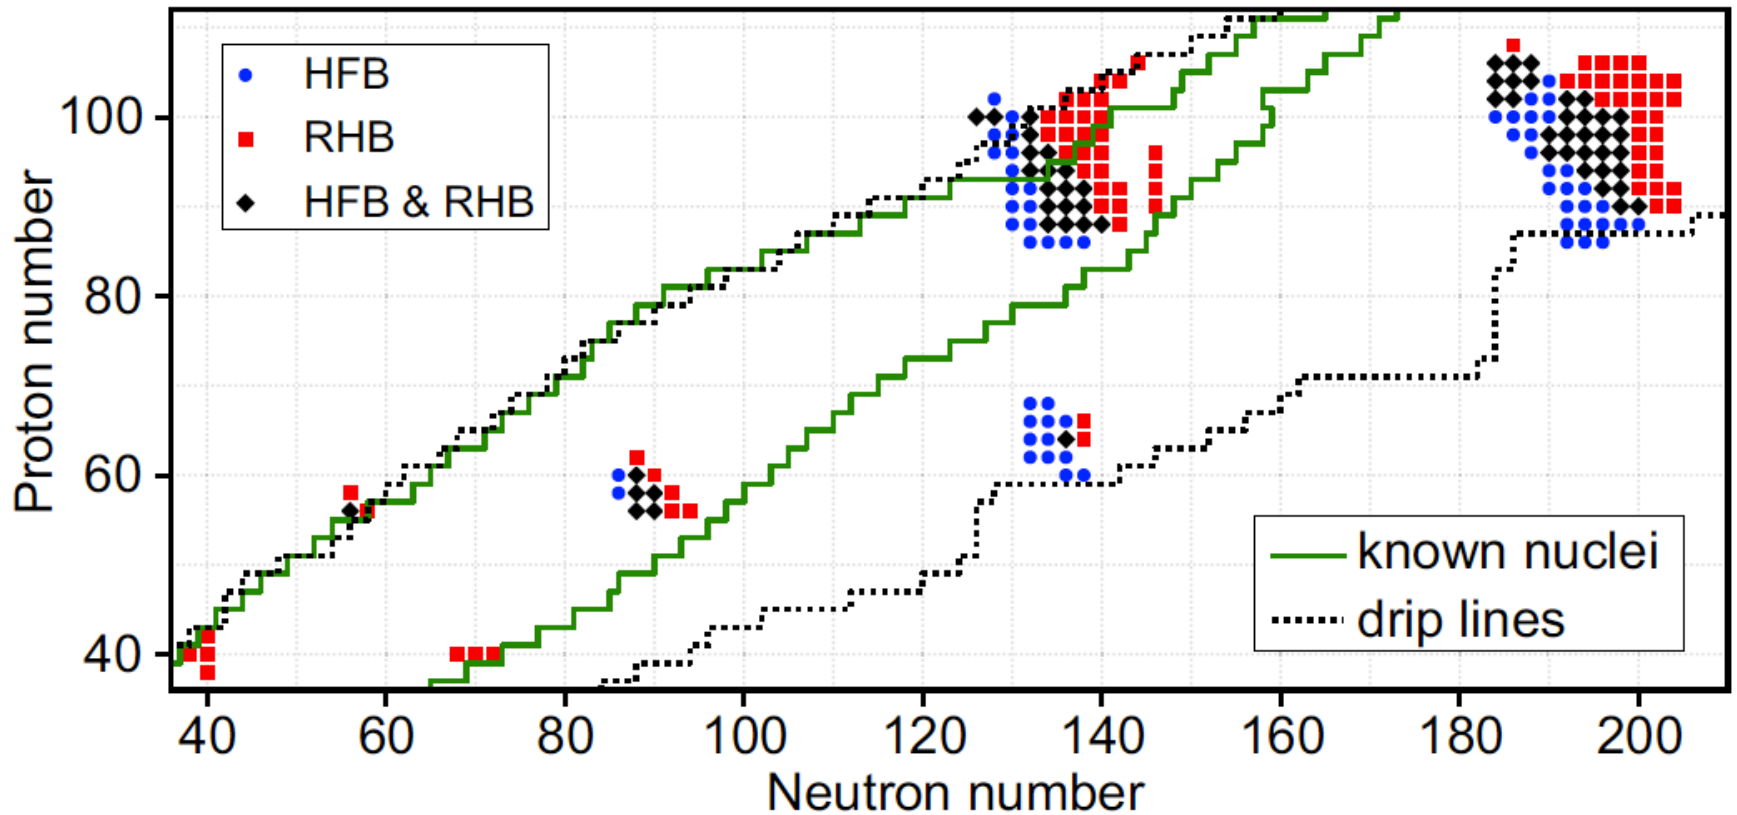 HFB
RHB
HFB & RHB
100
80
60
40
Proton number
known nuclei
drip lines
40 60 80 100 120 140 160 180 200
Neutron number